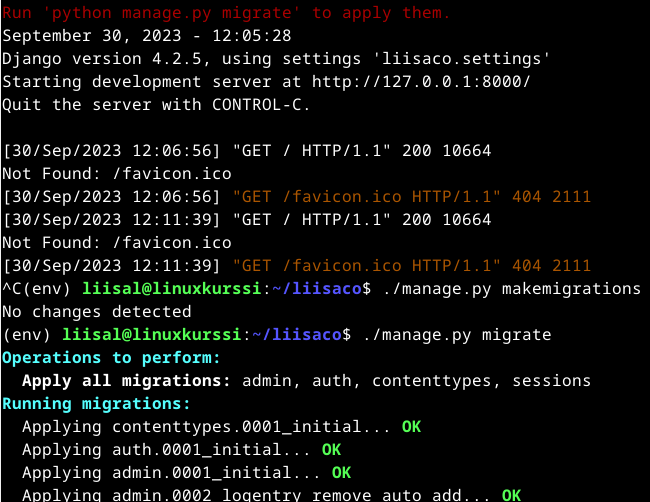 Run 'python manage.py migrate' to apply them.
September 30, 2023 - 12:05:28
Django version 4.2.5, using settings 'liisaco.settings'
Starting development server at http://127.0.0.1:8000/
Quit the server with CONTROL-C.
[30/Sep/2023 12:06:56] "GET / HTTP/1.1" 200 10664
Not Found: /favicon.ico
[30/Sep/2023 12:06:56] "GET /favicon.ico HTTP/1.1" 404 2111
[30/Sep/2023 12:11:39] "GET / HTTP/1.1" 200 10664
Not Found: /favicon.ico
[30/Sep/2023 12:11:39] "GET /favicon.ico HTTP/1.1" 404 2111
^C(env) liisal@linuxkurssi:~/liisaco$ ./manage.py makemigrations
No changes detected
(env) liisal@linuxkurssi:~/liisaco$ ./manage.py migrate
Operations to perform:
  Apply all migrations: admin, auth, contenttypes, sessions
Running migrations:
  Applying contenttypes.0001_initial... OK
  Applying auth.0001_initial... OK
  Applying admin.0001_initial... OK
  Applying admin.0002_logentry_remove_auto_add... OK